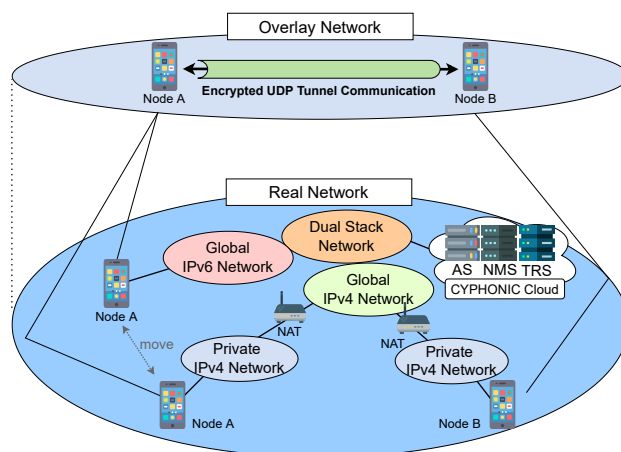 Overlay Network
Node A
Encrypted UDP Tunnel Communication
Node B
Real Network
Global
IPv6 Network
Dual Stack
Network
AS NMS TRS
CYPHONIC Cloud
Global
IPv4 Network
Node A
NAT
NAT
move
Private
IPv4 Network
Private
IPv4 Network
Node A
Node B